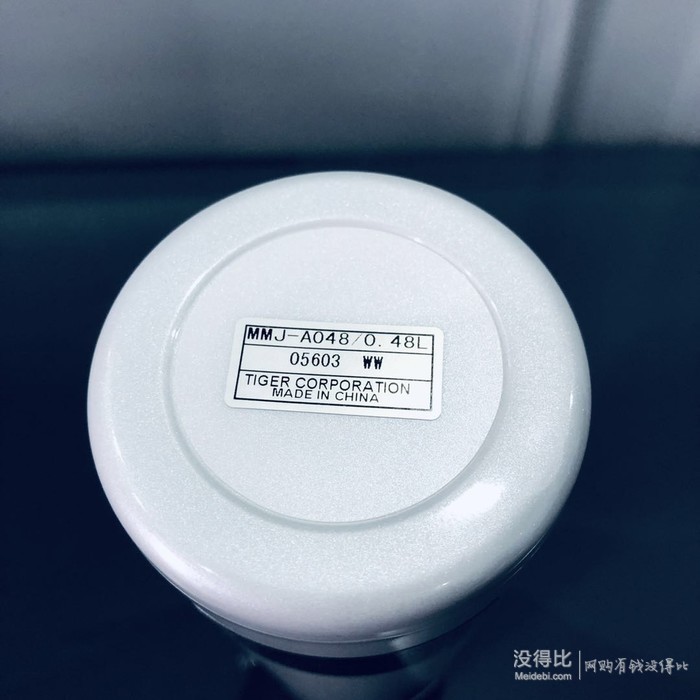 MMJ-A048/0.48L
05603 WW
TIGER CORPORATION
MADE IN CHINA
没得比 网购有钱没得比
Meidebi.com